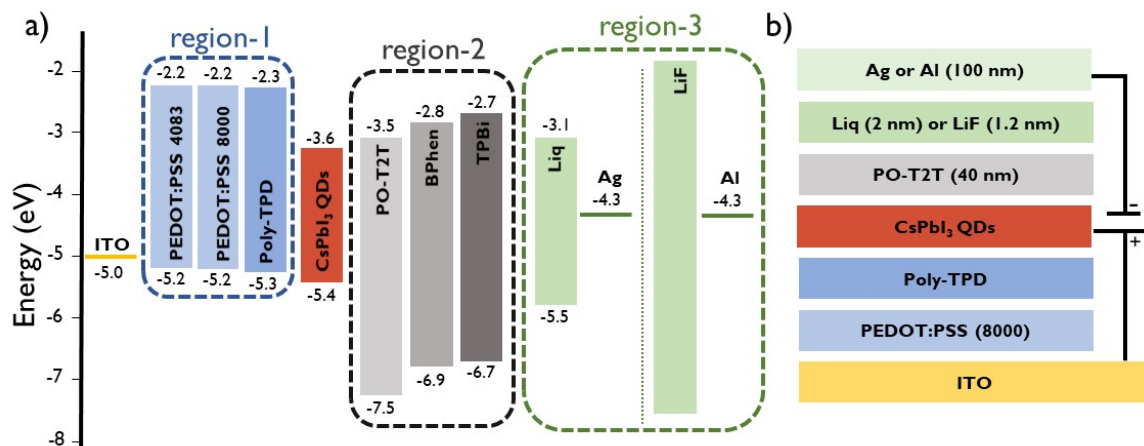 a)
region-1
region-2
region-3
b)
Energy (eV)
-2
-3
-4
-5
-6
-7
-8
ITO
-5.0
-2.2
PEDOT:PSS 4083
-5.2
-2.2
PEDOT:PSS 8000
-5.2
-2.3
Poly-TPD
-5.3
-3.6
CsPbI₃ QDs
-5.4
-3.5
PO-T2T
-7.5
-2.8
BPhen
-6.9
-2.7
TPBi
-6.7
-3.1
Liq
-5.5
Ag
-4.3
LiF
Al
-4.3
Ag or Al (100 nm)
Liq (2 nm) or LiF (1.2 nm)
PO-T2T (40 nm)
CsPbI₃ QDs
Poly-TPD
PEDOT:PSS (8000)
ITO
–
+